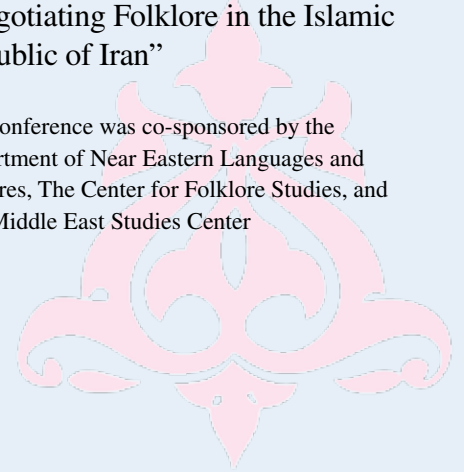 gotiating Folklore in the Islamic
ublic of Iran”
onference was co-sponsored by the
rtment of Near Eastern Languages and
res, The Center for Folklore Studies, and
Middle East Studies Center